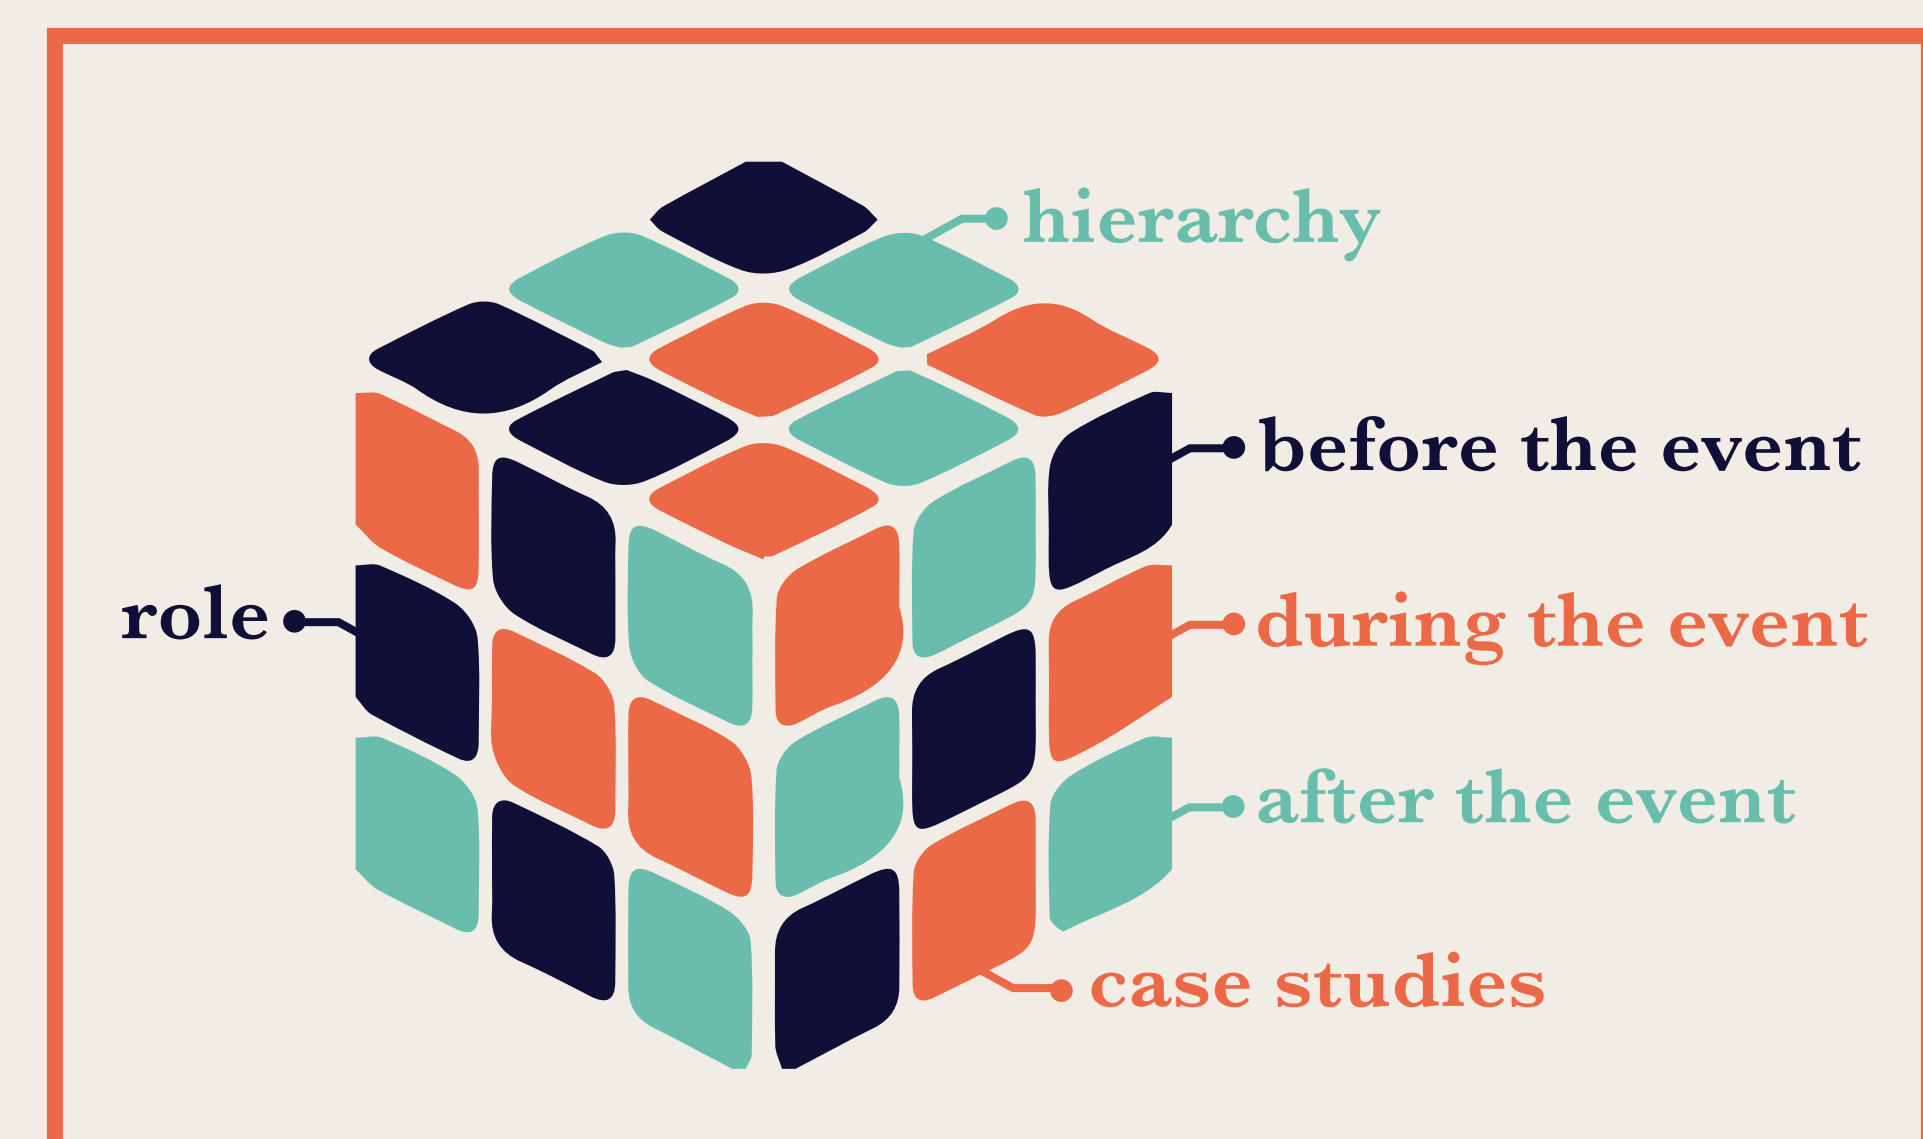 hierarchy
before the event
role
during the event
after the event
case studies